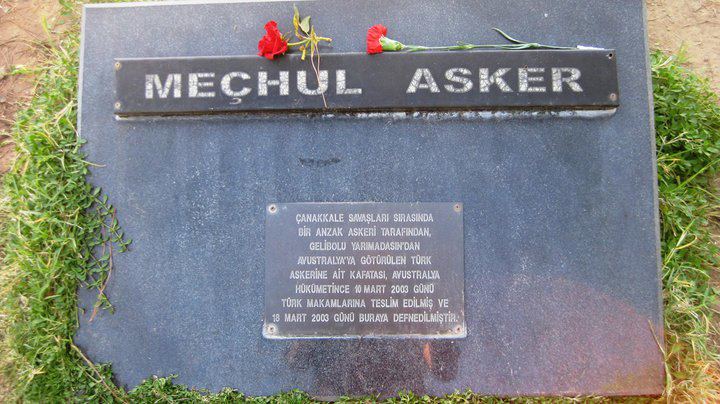 MEÇHUL ASKER
ÇANAKKALE SAVAŞLARI SIRASINDA
BİR ANZAK ASKERİ TARAFINDAN,
GELİBOLU YARIMADASIN'DAN
AVUSTRALYA'YA GÖTÜRÜLEN TÜRK
ASKERİNE AİT KAFATASI, AVUSTRALYA
HÜKÜMETİNCE 10 MART 2003 GÜNÜ
TÜRK MAKAMLARINA TESLİM EDİLMİŞ VE
18 MART 2003 GÜNÜ BURAYA DEFNEDİLMİŞTİR.